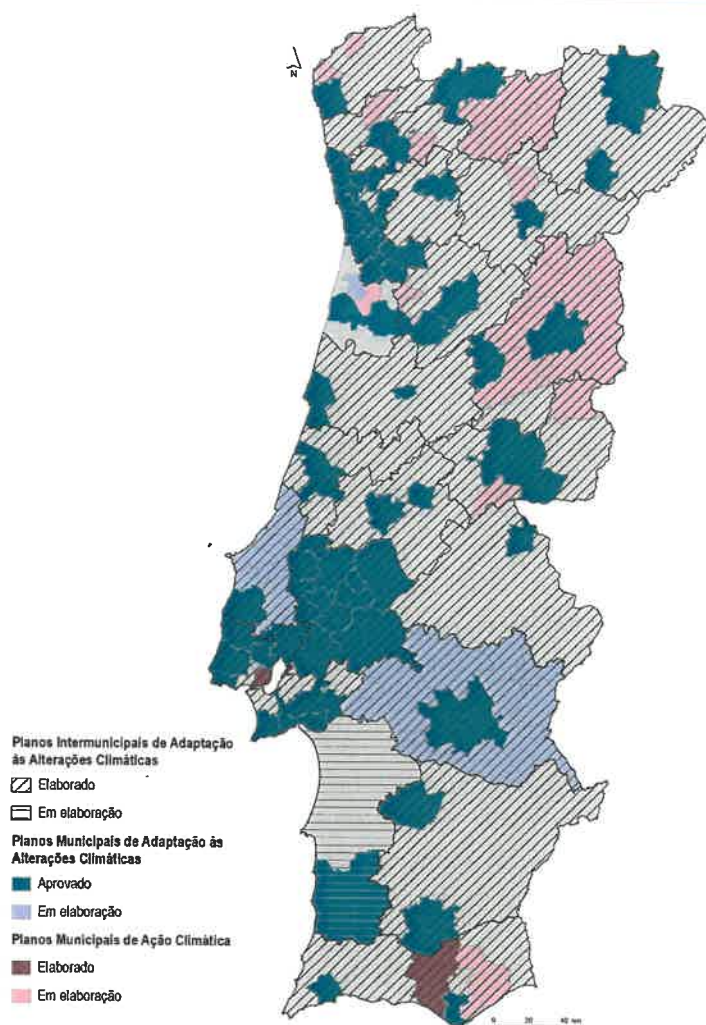 N
Planos Intermunicipais de Adaptação
às Alterações Climáticas
Elaborado
Em elaboração
Planos Municipais de Adaptação às
Alterações Climáticas
Aprovado
Em elaboração
Planos Municipais de Ação Climática
Elaborado
Em elaboração
0 20 40 km